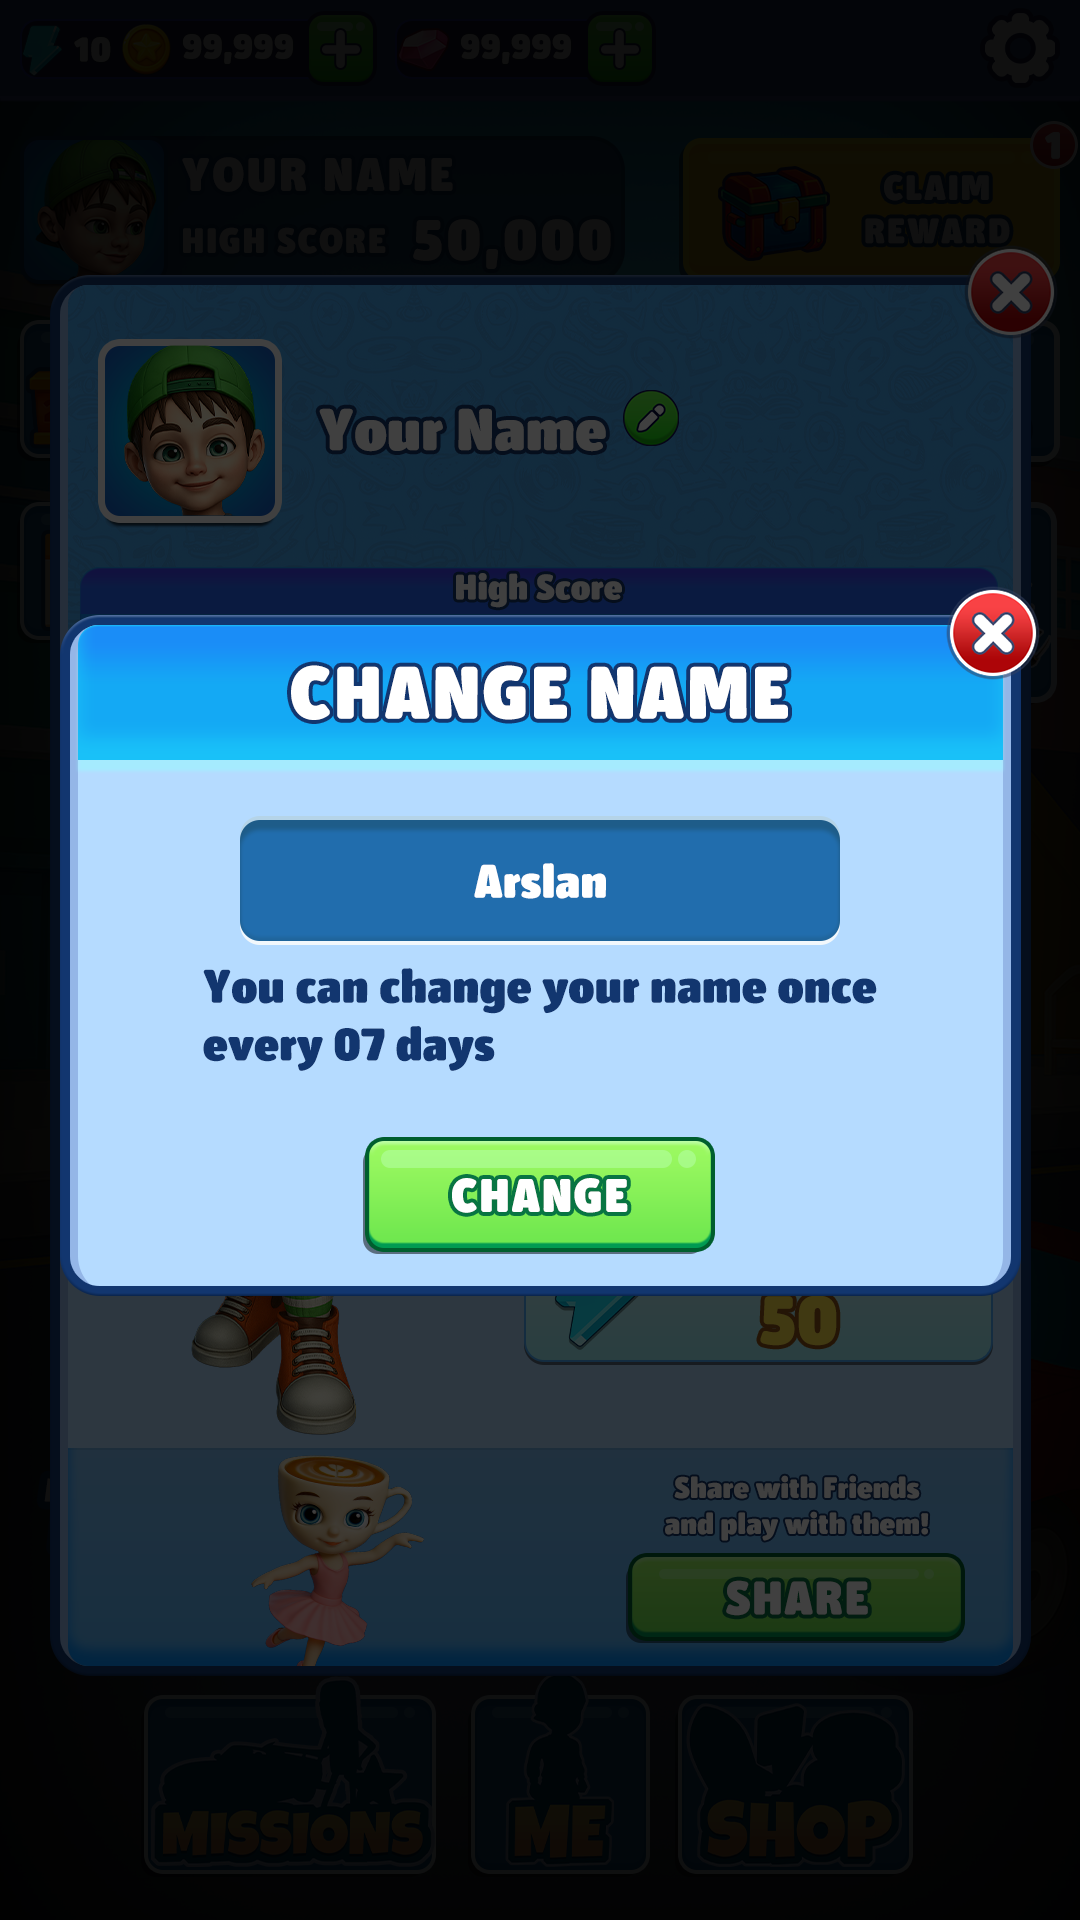 10 99,999 99,999
YOUR NAME
HIGH SCORE 50,000
CLAIM
REWARD
1
Your Name
High Score
CHANGE NAME
Arslan
You can change your name once
every 07 days
CHANGE
50
Share with Friends
and play with them!
SHARE
MISSIONS ME SHOP